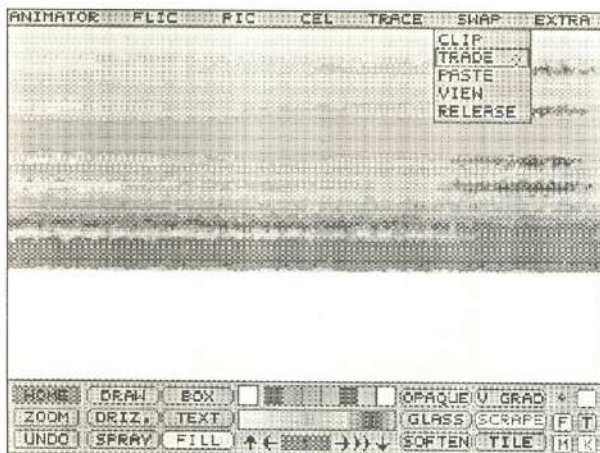 ANIMATOR FLIC PIC CEL TRACE SWAP EXTRA
CLIP
TRADE
PASTE
VIEW
RELEASE
HOME DRAW BOX OPAQUE V GRAD
ZOOM DRIZ. TEXT GLASS SCRAPE F T
UNDO SPRAY FILL SOFTEN TILE M K